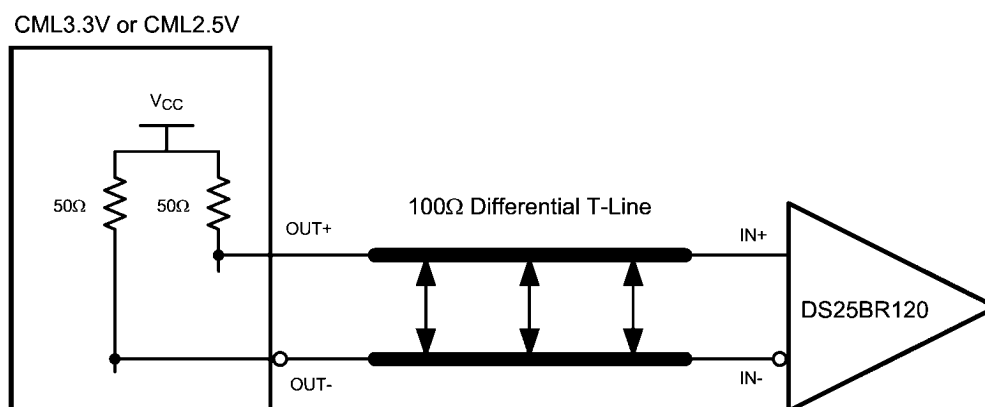 CML3.3V or CML2.5V
VCC
50Ω
50Ω
100Ω Differential T-Line
OUT+
IN+
DS25BR120
OUT-
IN-